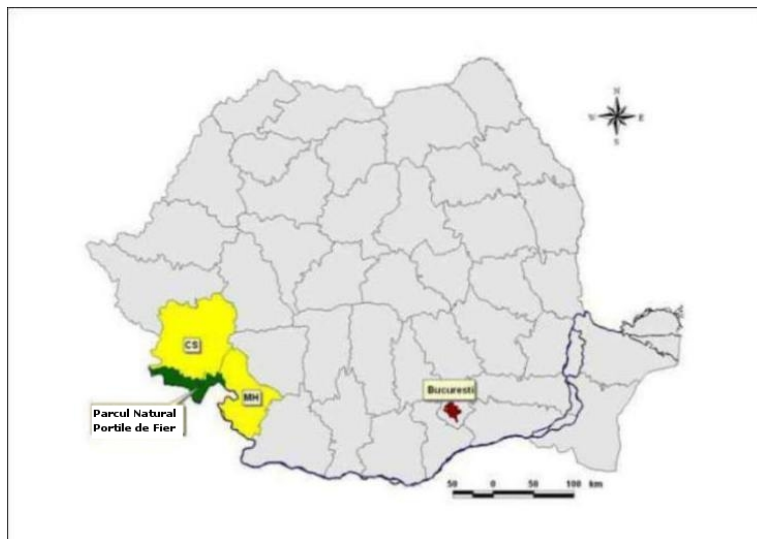 N
W E
S
CS
MH
Bucuresti
Parcul Natural
Portile de Fier
50 0 50 100 km